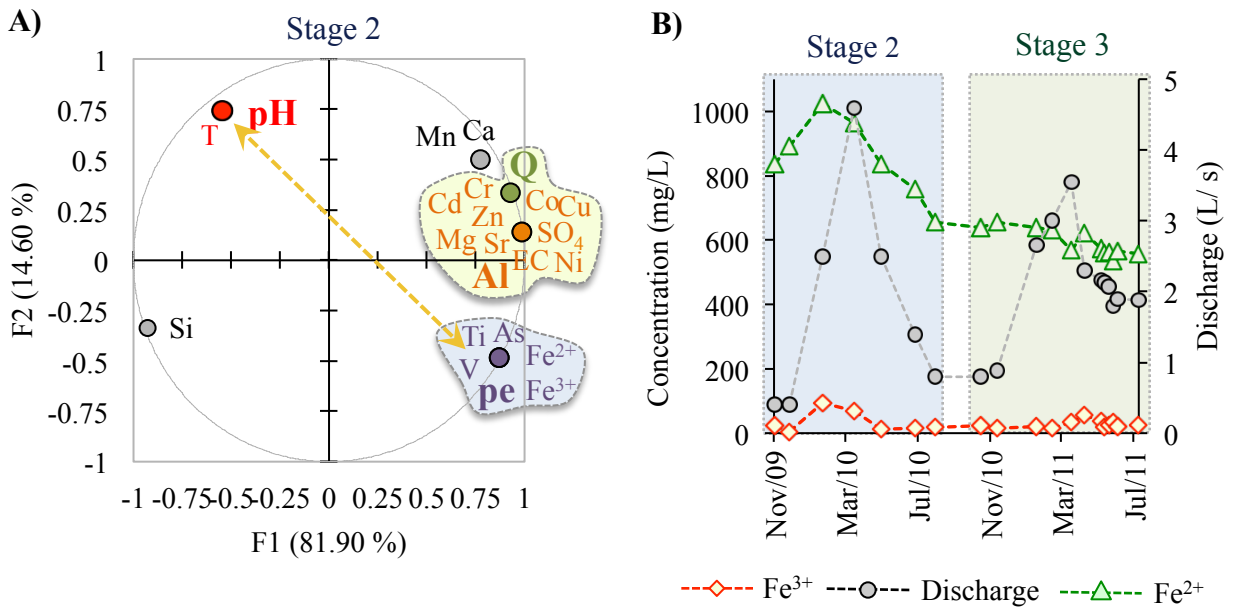 A)
Stage 2
1
0.75
0.5
0.25
0
-0.25
-0.5
-0.75
-1
F2 (14.60 %)
pH
T
Mn Ca
Q
Cr
Cd
Co
Cu
Zn
Mg
Sr
SO4
EC
Ni
Al
Si
Ti
As
Fe2+
V
pe
Fe3+
-1 -0.75 -0.5 -0.25 0 0.25 0.5 0.75 1
F1 (81.90 %)
B)
Stage 2
Stage 3
1000
800
600
400
200
0
Concentration (mg/L)
5
4
3
2
1
0
Discharge (L/ s)
Nov/09
Mar/10
Jul/10
Nov/10
Mar/11
Jul/11
Fe3+ Discharge Fe2+